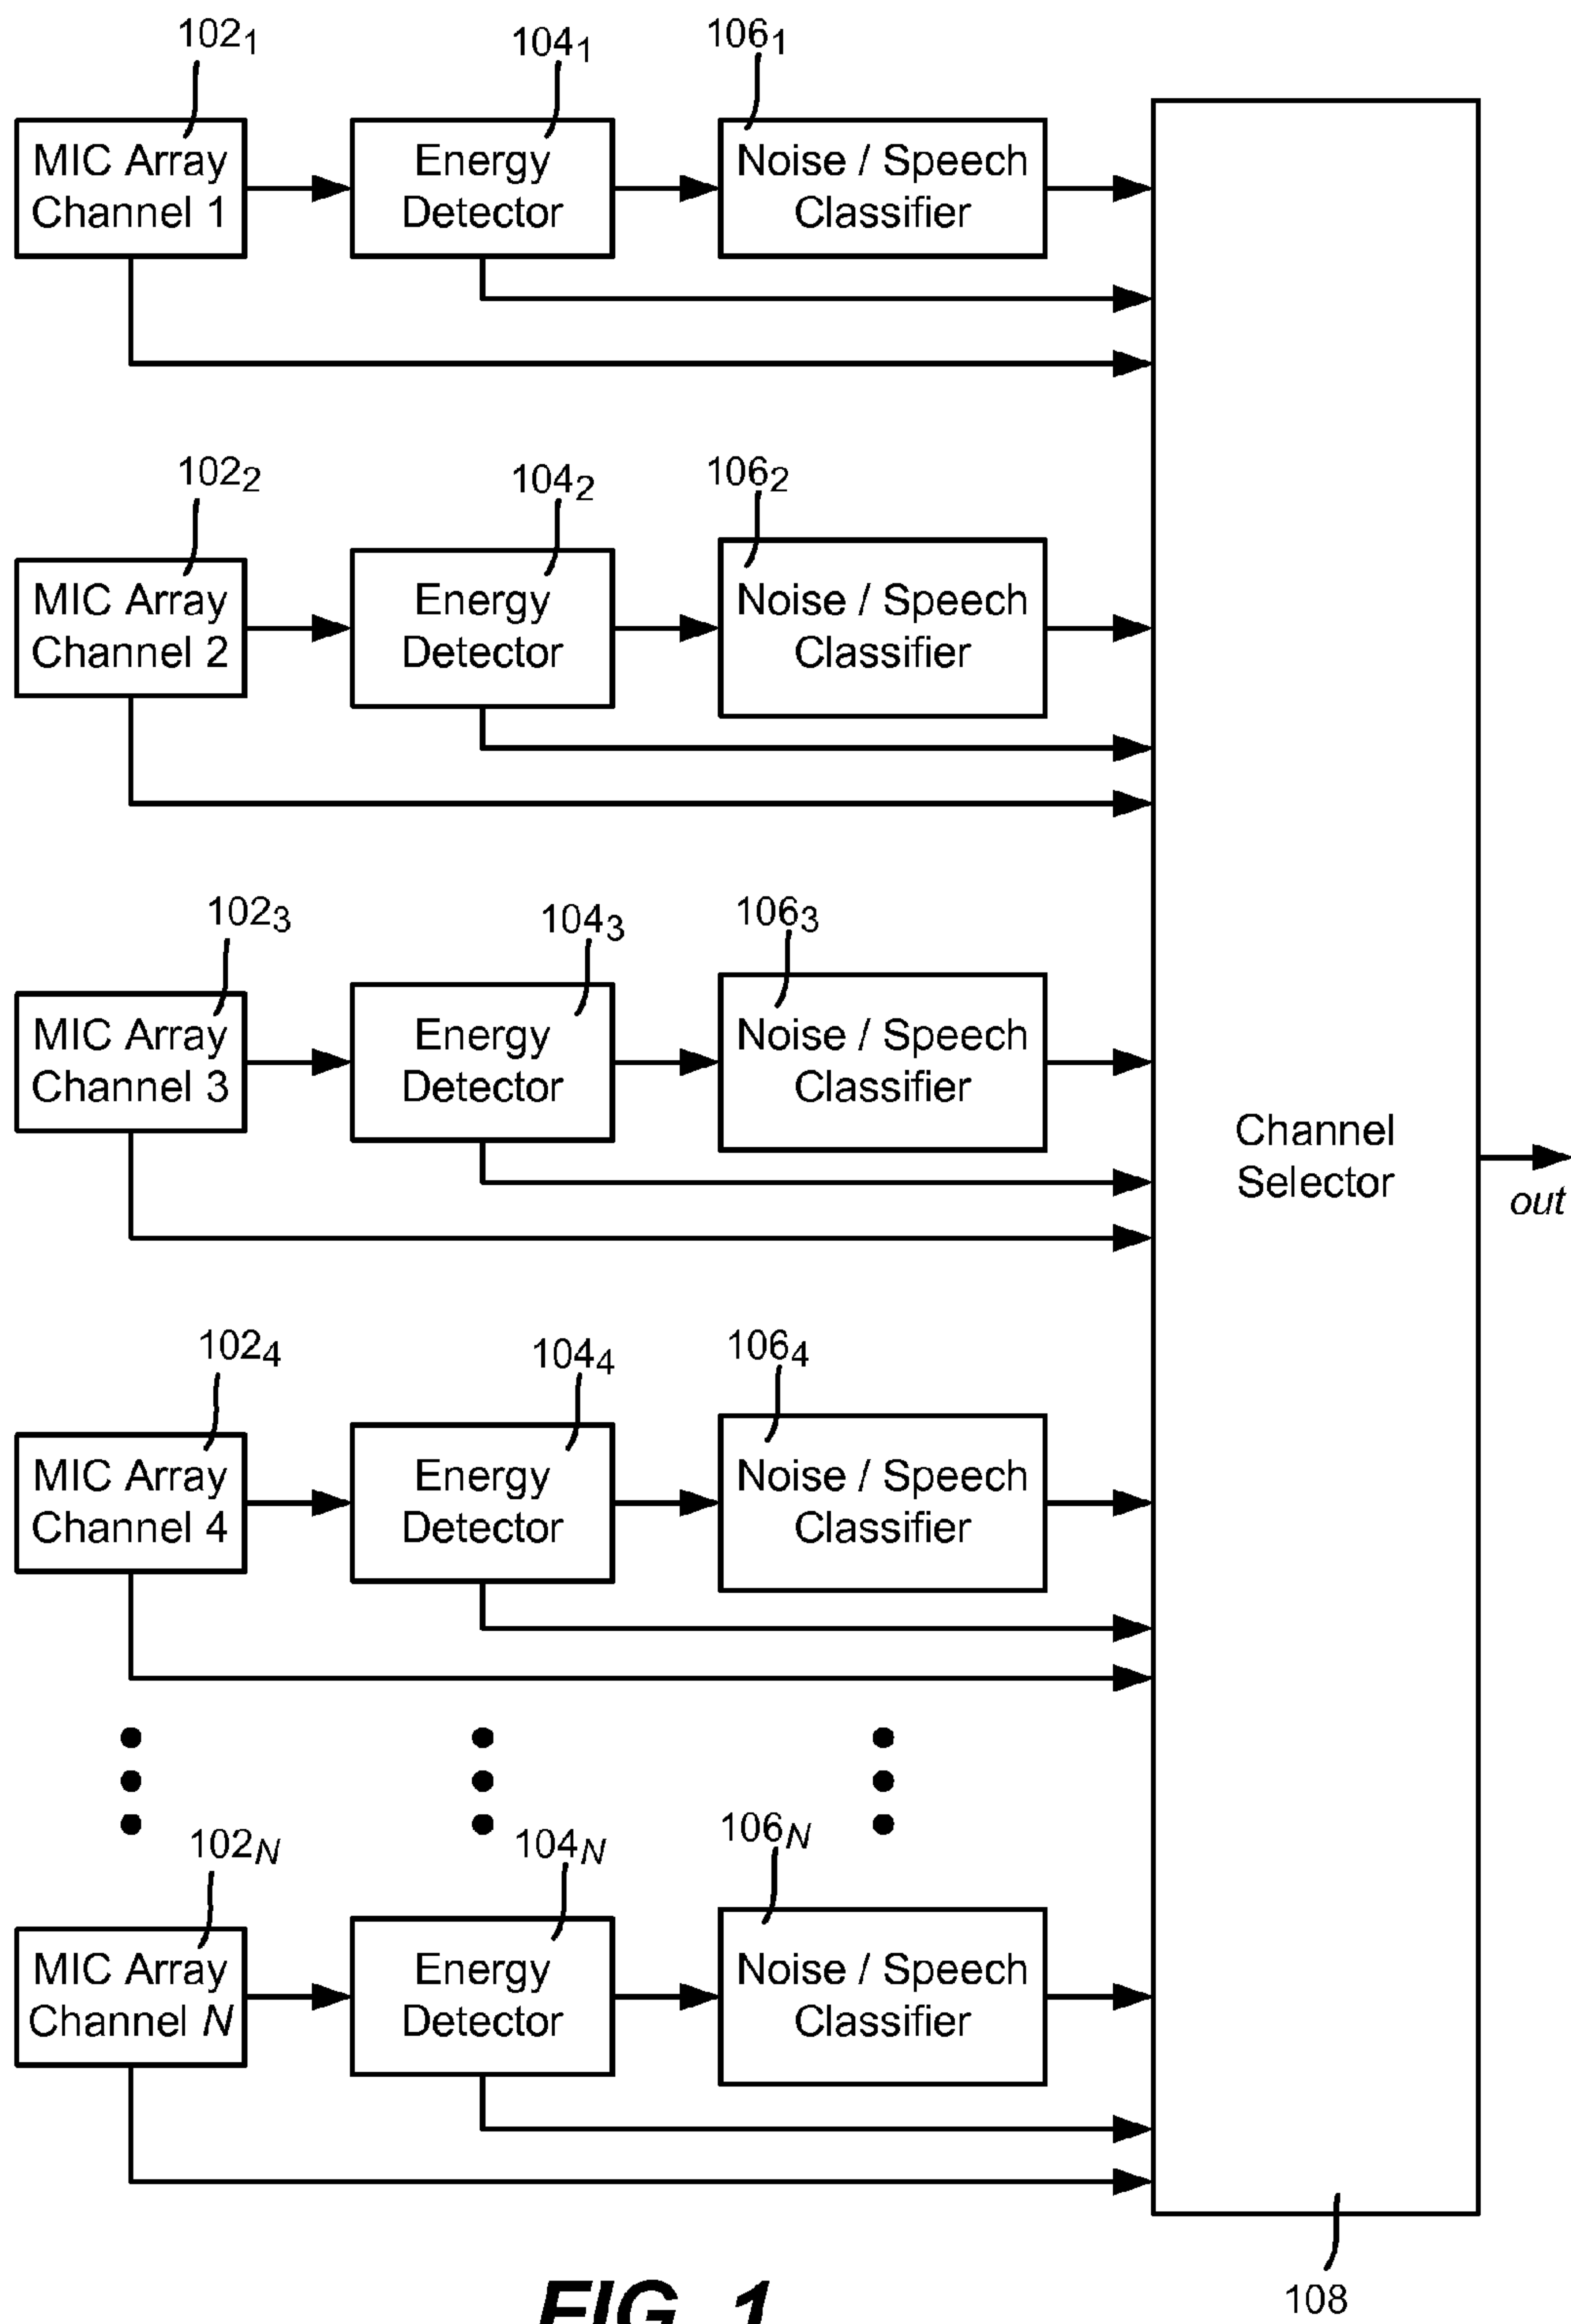 102₁ 104₁ 106₁
MIC Array
Channel 1
Energy
Detector
Noise / Speech
Classifier
102₂ 104₂ 106₂
MIC Array
Channel 2
Energy
Detector
Noise / Speech
Classifier
102₃ 104₃ 106₃
MIC Array
Channel 3
Energy
Detector
Noise / Speech
Classifier
Channel
Selector
out
102₄ 104₄ 106₄
MIC Array
Channel 4
Energy
Detector
Noise / Speech
Classifier
102N 104N 106N
MIC Array
Channel N
Energy
Detector
Noise / Speech
Classifier
108
FIG. 1